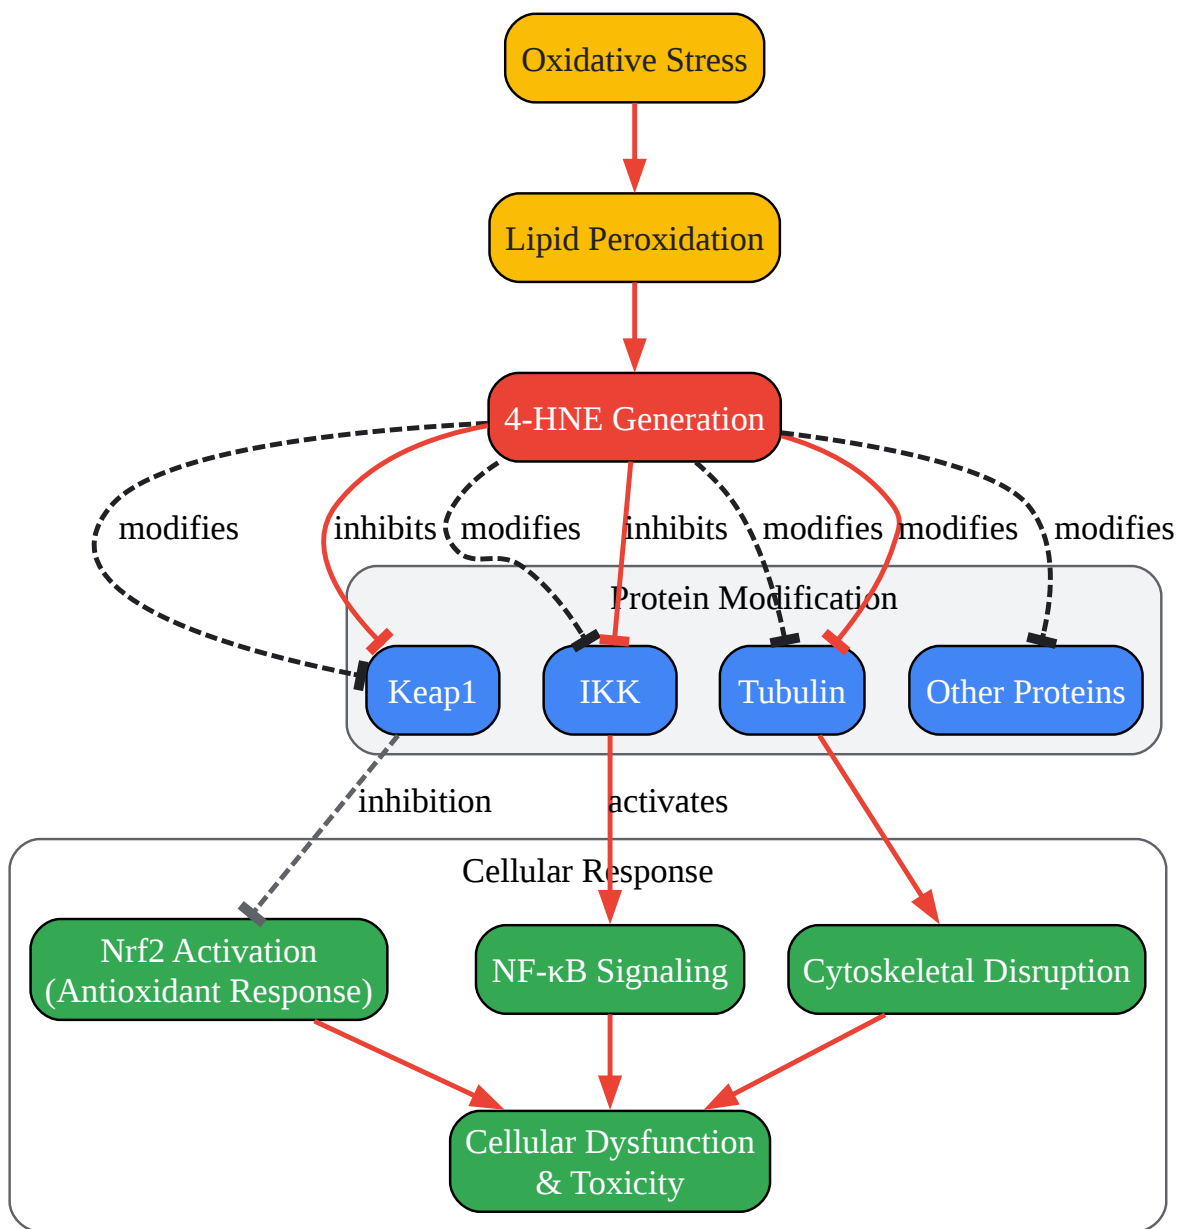 Oxidative Stress
Lipid Peroxidation
4-HNE Generation
modifies
inhibits
modifies
inhibits
modifies
modifies
modifies
Protein Modification
Keap1
IKK
Tubulin
Other Proteins
inhibition
activates
Cellular Response
Nrf2 Activation
(Antioxidant Response)
NF-κB Signaling
Cytoskeletal Disruption
Cellular Dysfunction
& Toxicity